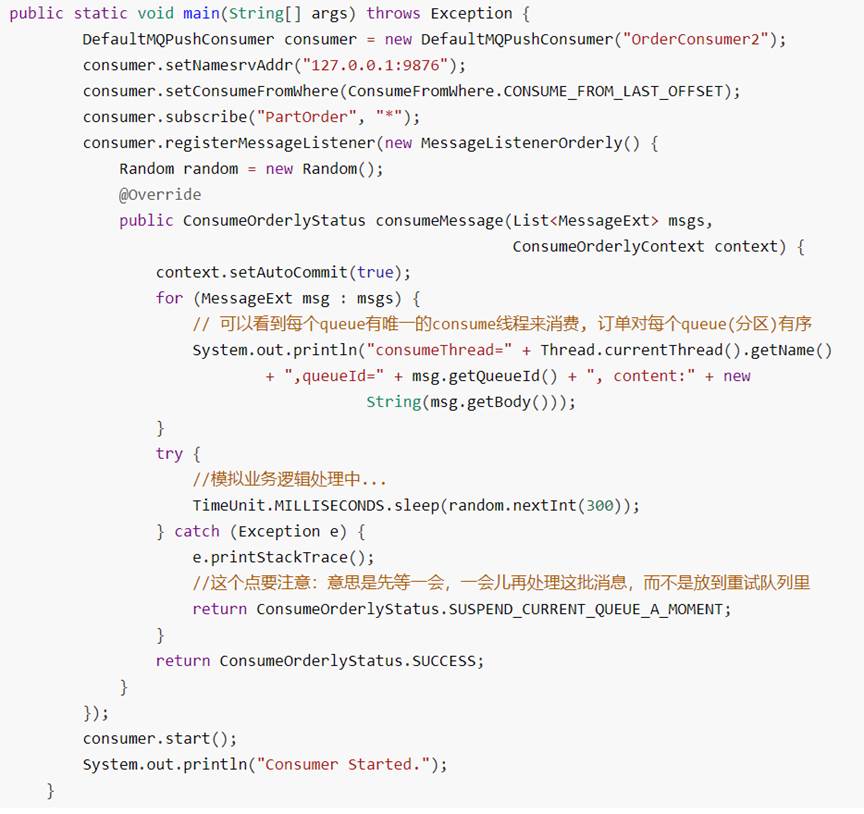 public static void main(String[] args) throws Exception {
DefaultMQPushConsumer consumer = new DefaultMQPushConsumer("OrderConsumer2");
consumer.setNamesrvAddr("127.0.0.1:9876");
consumer.setConsumeFromWhere(ConsumeFromWhere.CONSUME_FROM_LAST_OFFSET);
consumer.subscribe("PartOrder", "*");
consumer.registerMessageListener(new MessageListenerOrderly() {
Random random = new Random();
@Override
public ConsumeOrderlyStatus consumeMessage(List<MessageExt> msgs,
ConsumeOrderlyContext context) {
context.setAutoCommit(true);
for (MessageExt msg : msgs) {
// 可以看到每个queue有唯一的consume线程来消费, 订单对每个queue(分区)有序
System.out.println("consumeThread=" + Thread.currentThread().getName()
+ ",queueId=" + msg.getQueueId() + ", content:" + new
String(msg.getBody()));
}
try {
//模拟业务逻辑处理中...
TimeUnit.MILLISECONDS.sleep(random.nextInt(300));
} catch (Exception e) {
e.printStackTrace();
//这个点要注意：意思是先等一会，一会儿再处理这批消息，而不是放到重试队列里
return ConsumeOrderlyStatus.SUSPEND_CURRENT_QUEUE_A_MOMENT;
}
return ConsumeOrderlyStatus.SUCCESS;
}
});
consumer.start();
System.out.println("Consumer Started.");
}